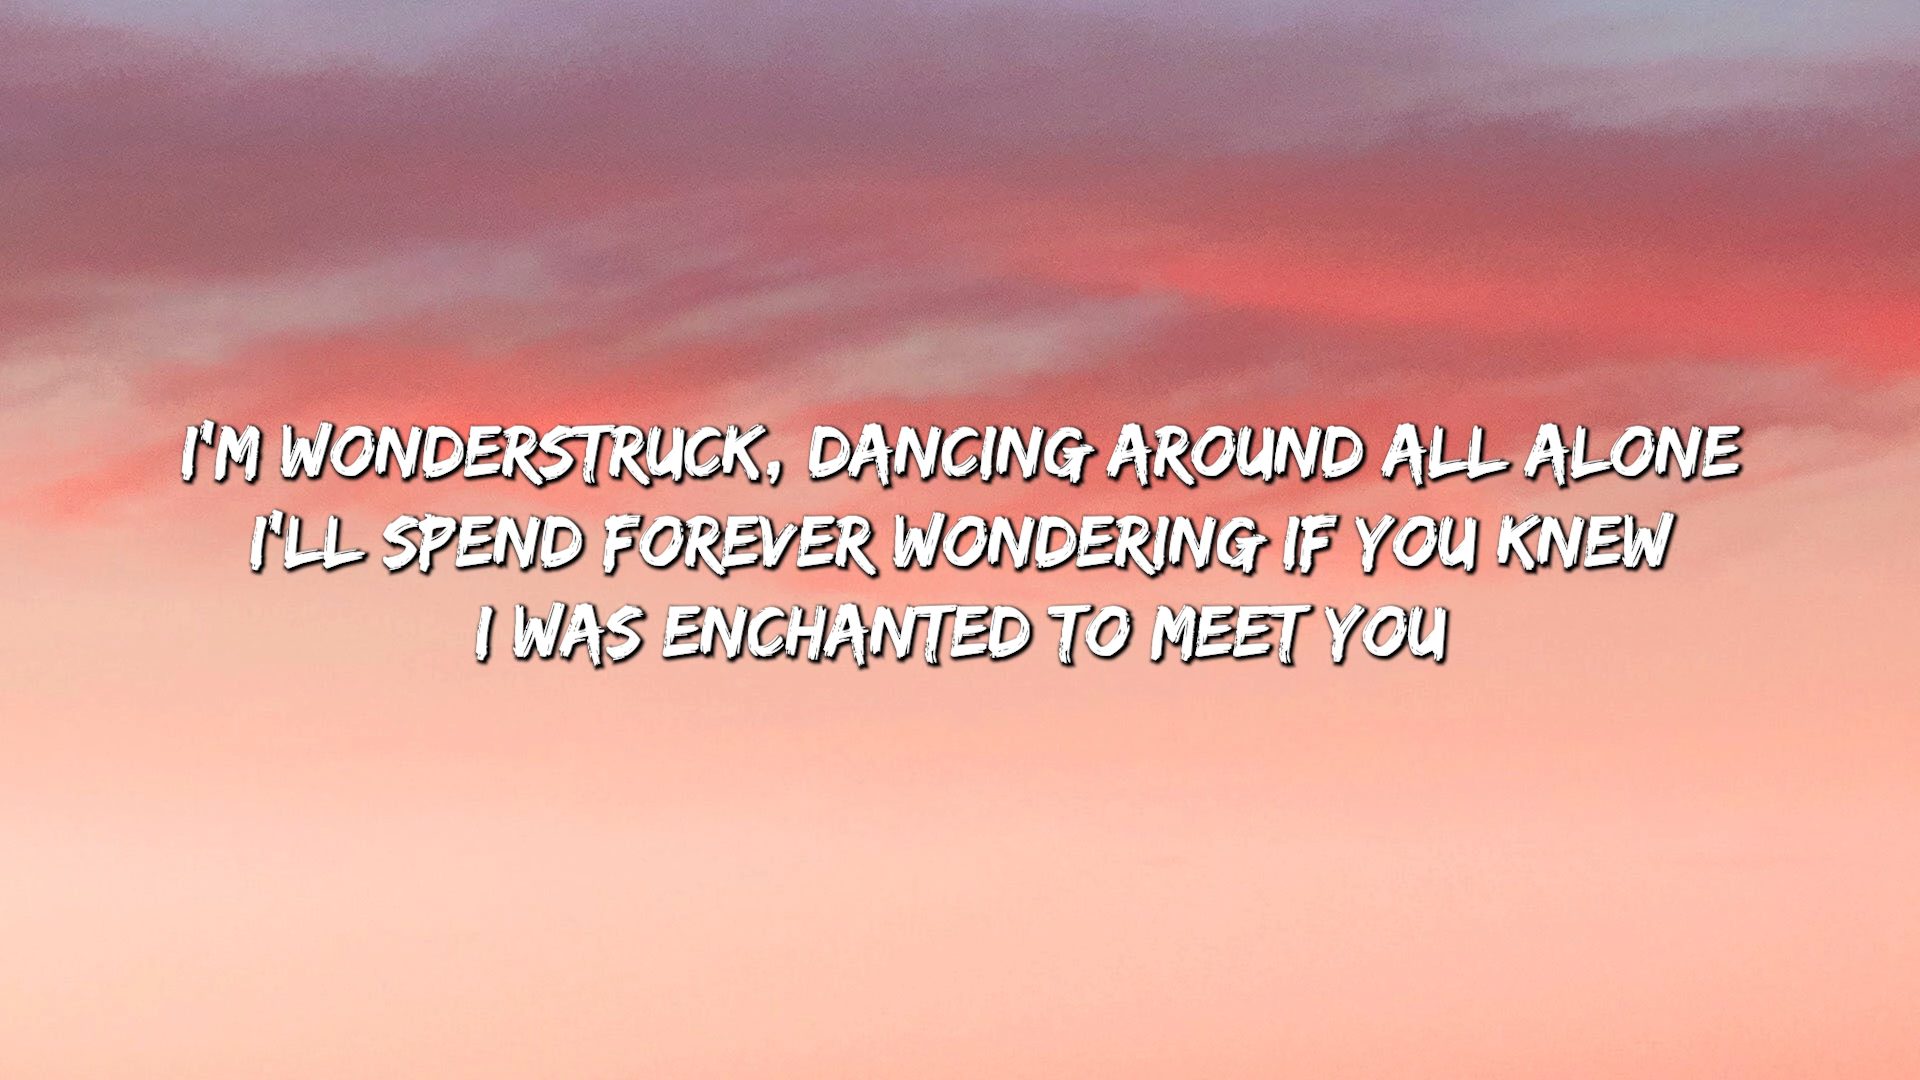 I'M WONDERSTRUCK, DANCING AROUND ALL ALONE
I'LL SPEND FOREVER WONDERING IF YOU KNEW
I WAS ENCHANTED TO MEET YOU